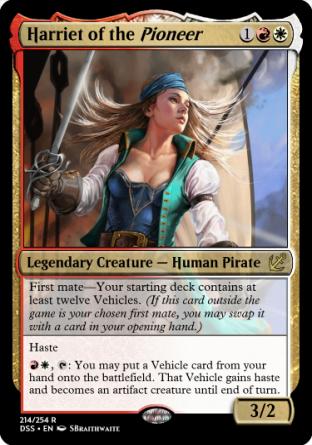 Harriet of the Pioneer 1
Legendary Creature — Human Pirate
First mate—Your starting deck contains at
least twelve Vehicles. (If this card outside the
game is your chosen first mate, you may swap
it with a card in your opening hand.)
Haste
, : You may put a Vehicle card from your
hand onto the battlefield. That Vehicle gains haste
and becomes an artifact creature until end of turn.
214/254 R
DSS • EN SBraithwaite
3/2